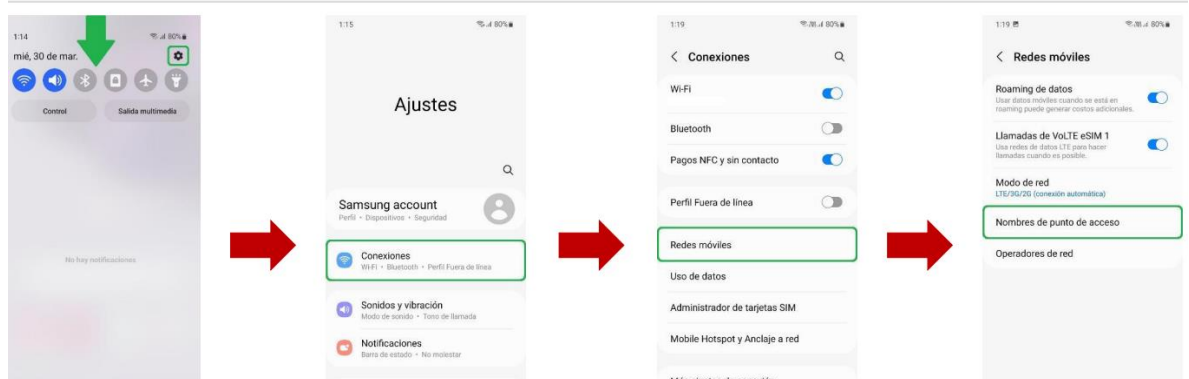 1:14
80%
mié, 30 de mar.
Control
Salida multimedia
No hay notificaciones
1:15
80%
Ajustes
Samsung account
Perfil • Dispositivos • Seguridad
Conexiones
Wi-Fi • Bluetooth • Perfil Fuera de línea
Sonidos y vibración
Modo de sonido • Tono de llamada
Notificaciones
Barra de estado • No molestar
1:19
80%
Conexiones
Wi-Fi
Bluetooth
Pagos NFC y sin contacto
Perfil Fuera de línea
Redes móviles
Uso de datos
Administrador de tarjetas SIM
Mobile Hotspot y Anclaje a red
1:19
80%
Redes móviles
Roaming de datos
Usar datos móviles cuando se está en
roaming puede generar costos adicionales.
Llamadas de VoLTE eSIM 1
Usa redes de datos LTE para hacer
llamadas cuando es posible.
Modo de red
LTE/3G/2G (conexión automática)
Nombres de punto de acceso
Operadores de red